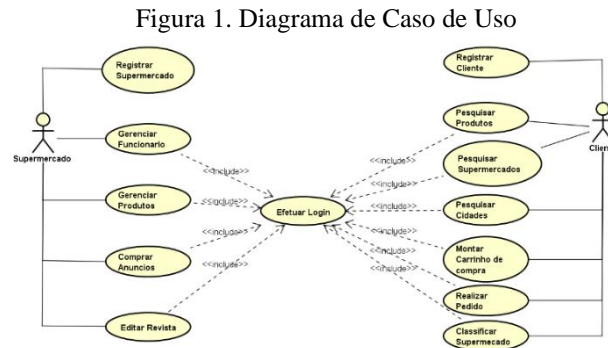 Figura 1. Diagrama de Caso de Uso
Registrar
Supermercado
Supermercado
Gerenciar
Funcionario
Gerenciar
Produtos
Comprar
Anuncios
Editar Revista
<<include>>
<<include>>
<<include>>
<<include>>
Efetuar Login
<<include>>
<<include>>
<<include>>
<<include>>
<<include>>
<<include>>
Registrar
Cliente
Pesquisar
Produtos
Pesquisar
Supermercados
Pesquisar
Cidades
Montar
Carrinho de
compra
Realizar
Pedido
Classificar
Supermecado